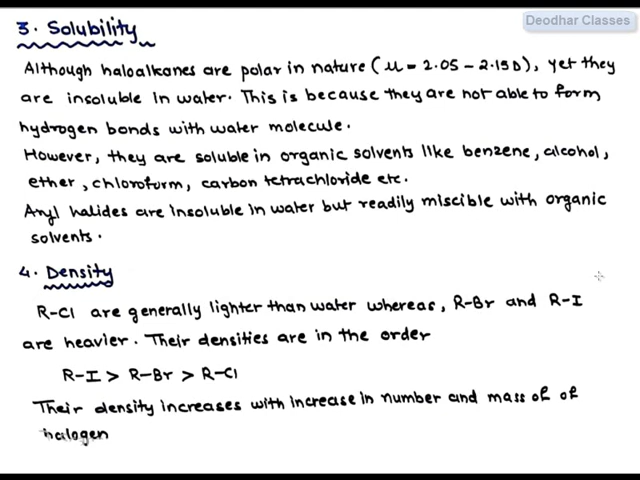 Deodhar Classes
3. Solubility
Although haloalkanes are polar in nature (μ = 2.05 - 2.15D), yet they
are insoluble in water. This is because they are not able to form
hydrogen bonds with water molecule.
However, they are soluble in organic solvents like benzene, alcohol,
ether, chloroform, carbon tetrachloride etc.
Aryl halides are insoluble in water but readily miscible with organic
solvents.
4. Density
R-Cl are generally lighter than water whereas, R-Br and R-I
are heavier. Their densities are in the order
R-I > R-Br > R-Cl
Their density increases with increase in number and mass of of
halogen